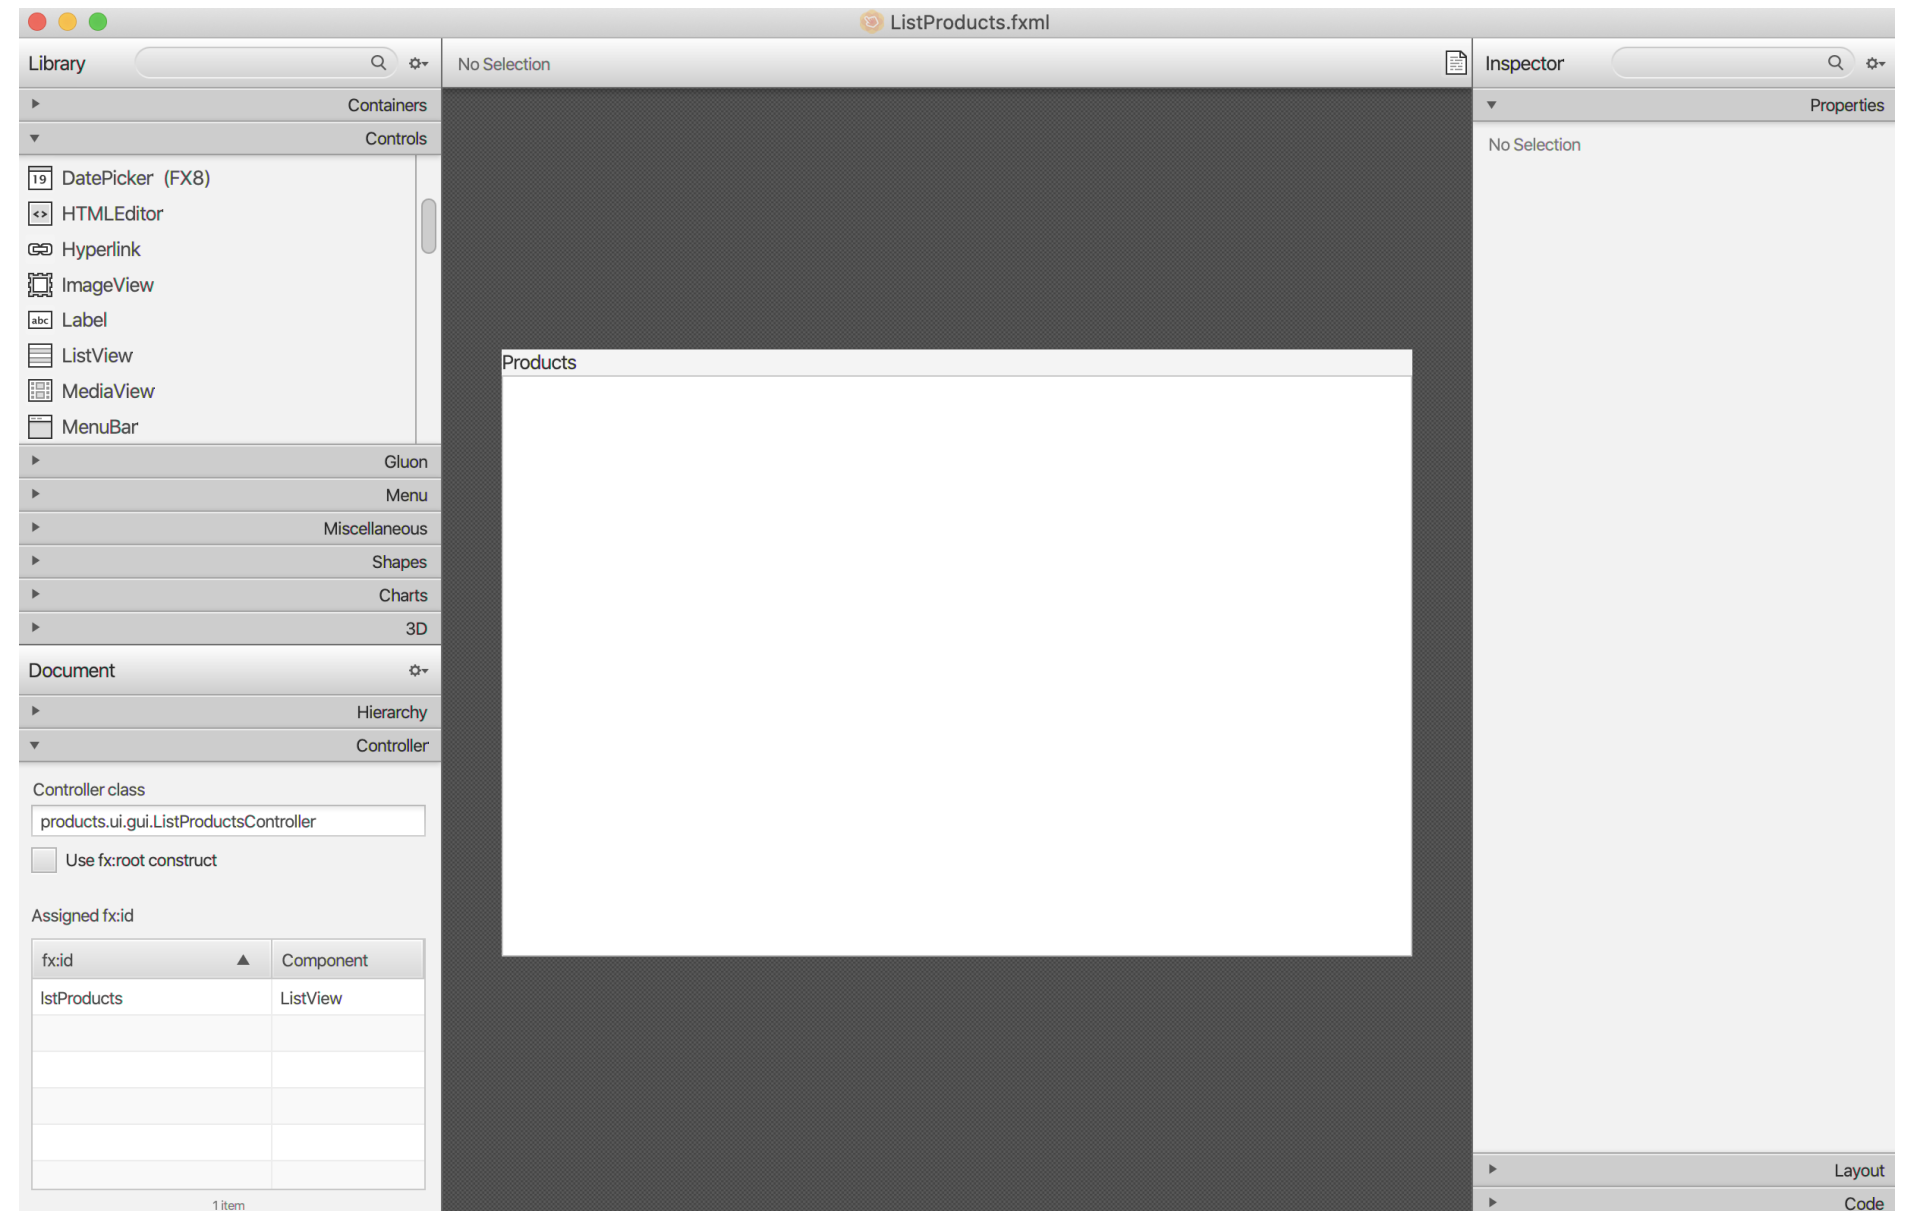 ListProducts.fxml
Library
No Selection
Inspector
Containers
Controls
19 DatePicker (FX8)
<> HTMLEditor
Hyperlink
ImageView
abc Label
ListView
MediaView
MenuBar
Gluon
Menu
Miscellaneous
Shapes
Charts
3D
Document
Hierarchy
Controller
Controller class
products.ui.gui.ListProductsController
Use fx:root construct
Assigned fx:id
fx:id Component
lstProducts ListView
1 item
Products
Properties
No Selection
Layout
Code